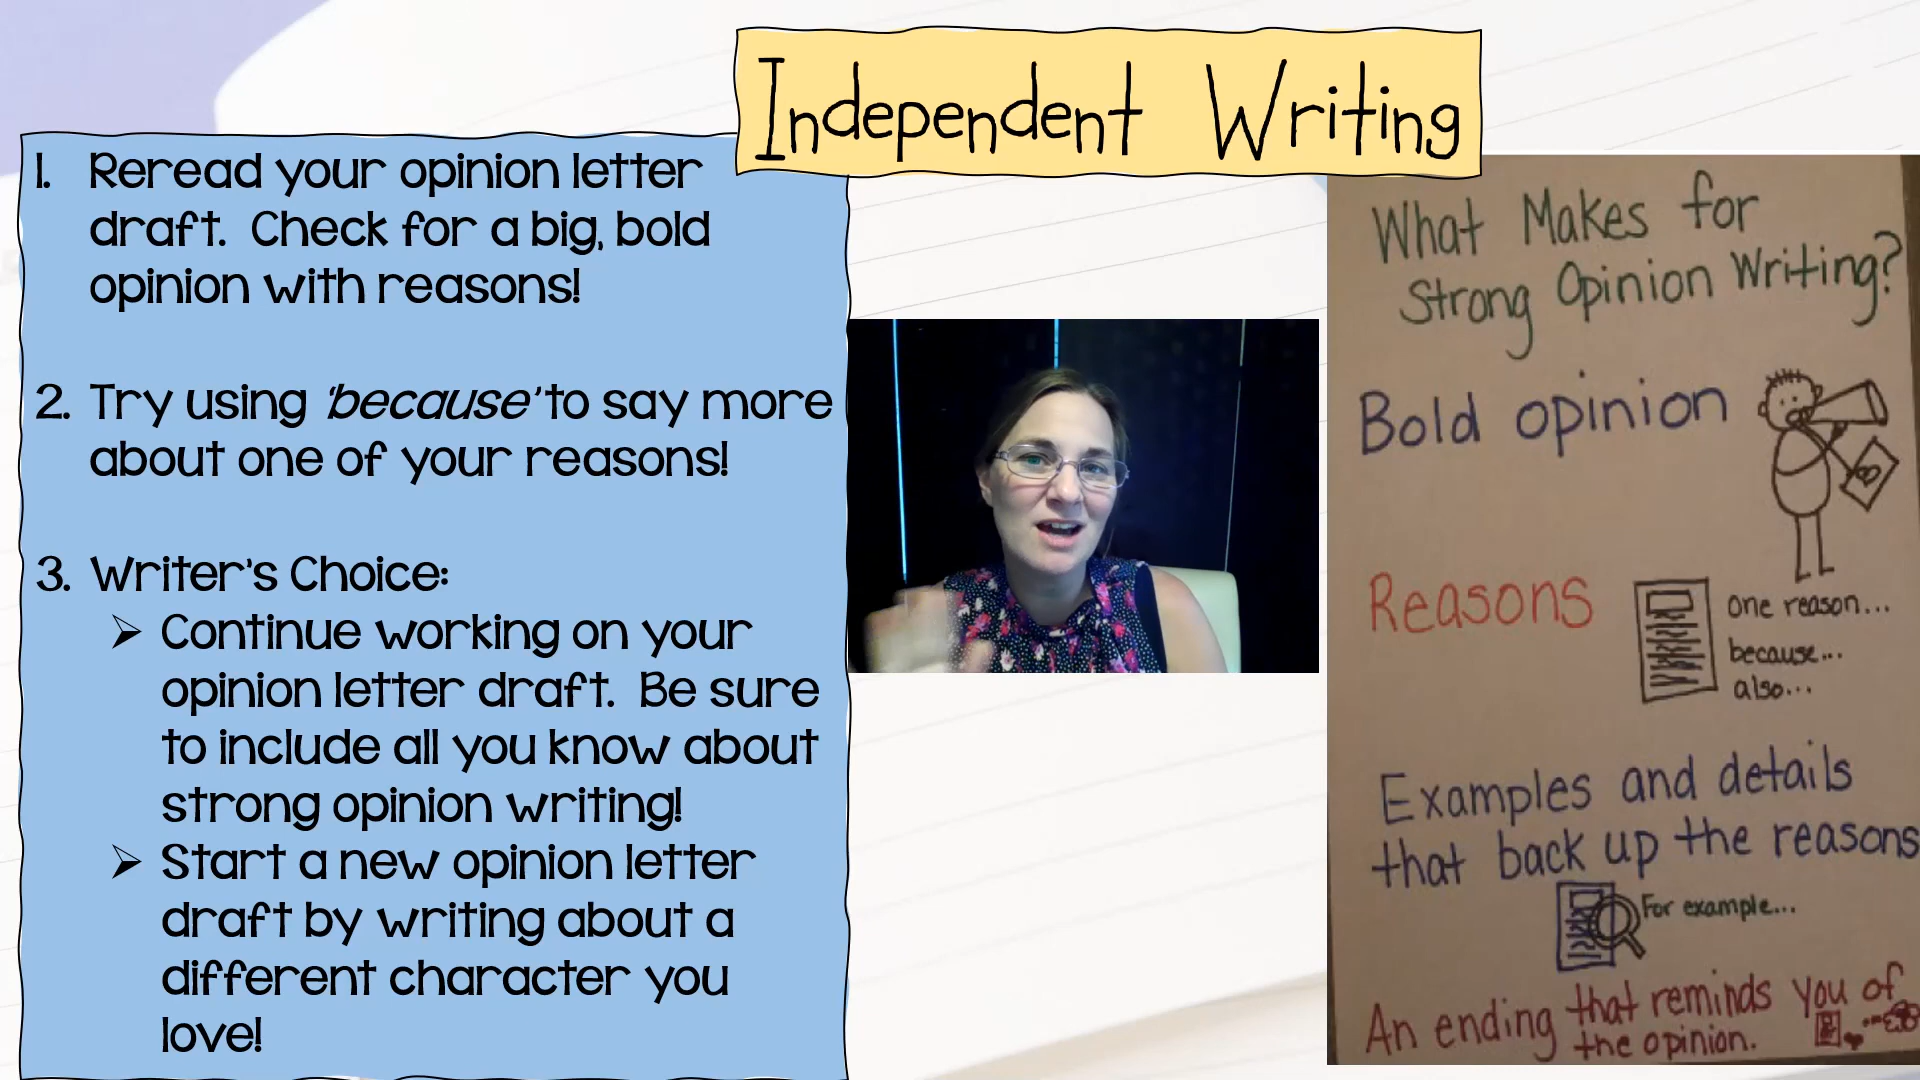 Independent Writing
1. Reread your opinion letter
draft. Check for a big, bold
opinion with reasons!
2. Try using 'because' to say more
about one of your reasons!
3. Writer's Choice:
➢ Continue working on your
opinion letter draft. Be sure
to include all you know about
strong opinion writing!
➢ Start a new opinion letter
draft by writing about a
different character you
love!
What Makes for
Strong Opinion Writing?
Bold opinion
Reasons
One reason...
because...
also...
Examples and details
that back up the reasons
For example...
An ending that reminds you of
the opinion.